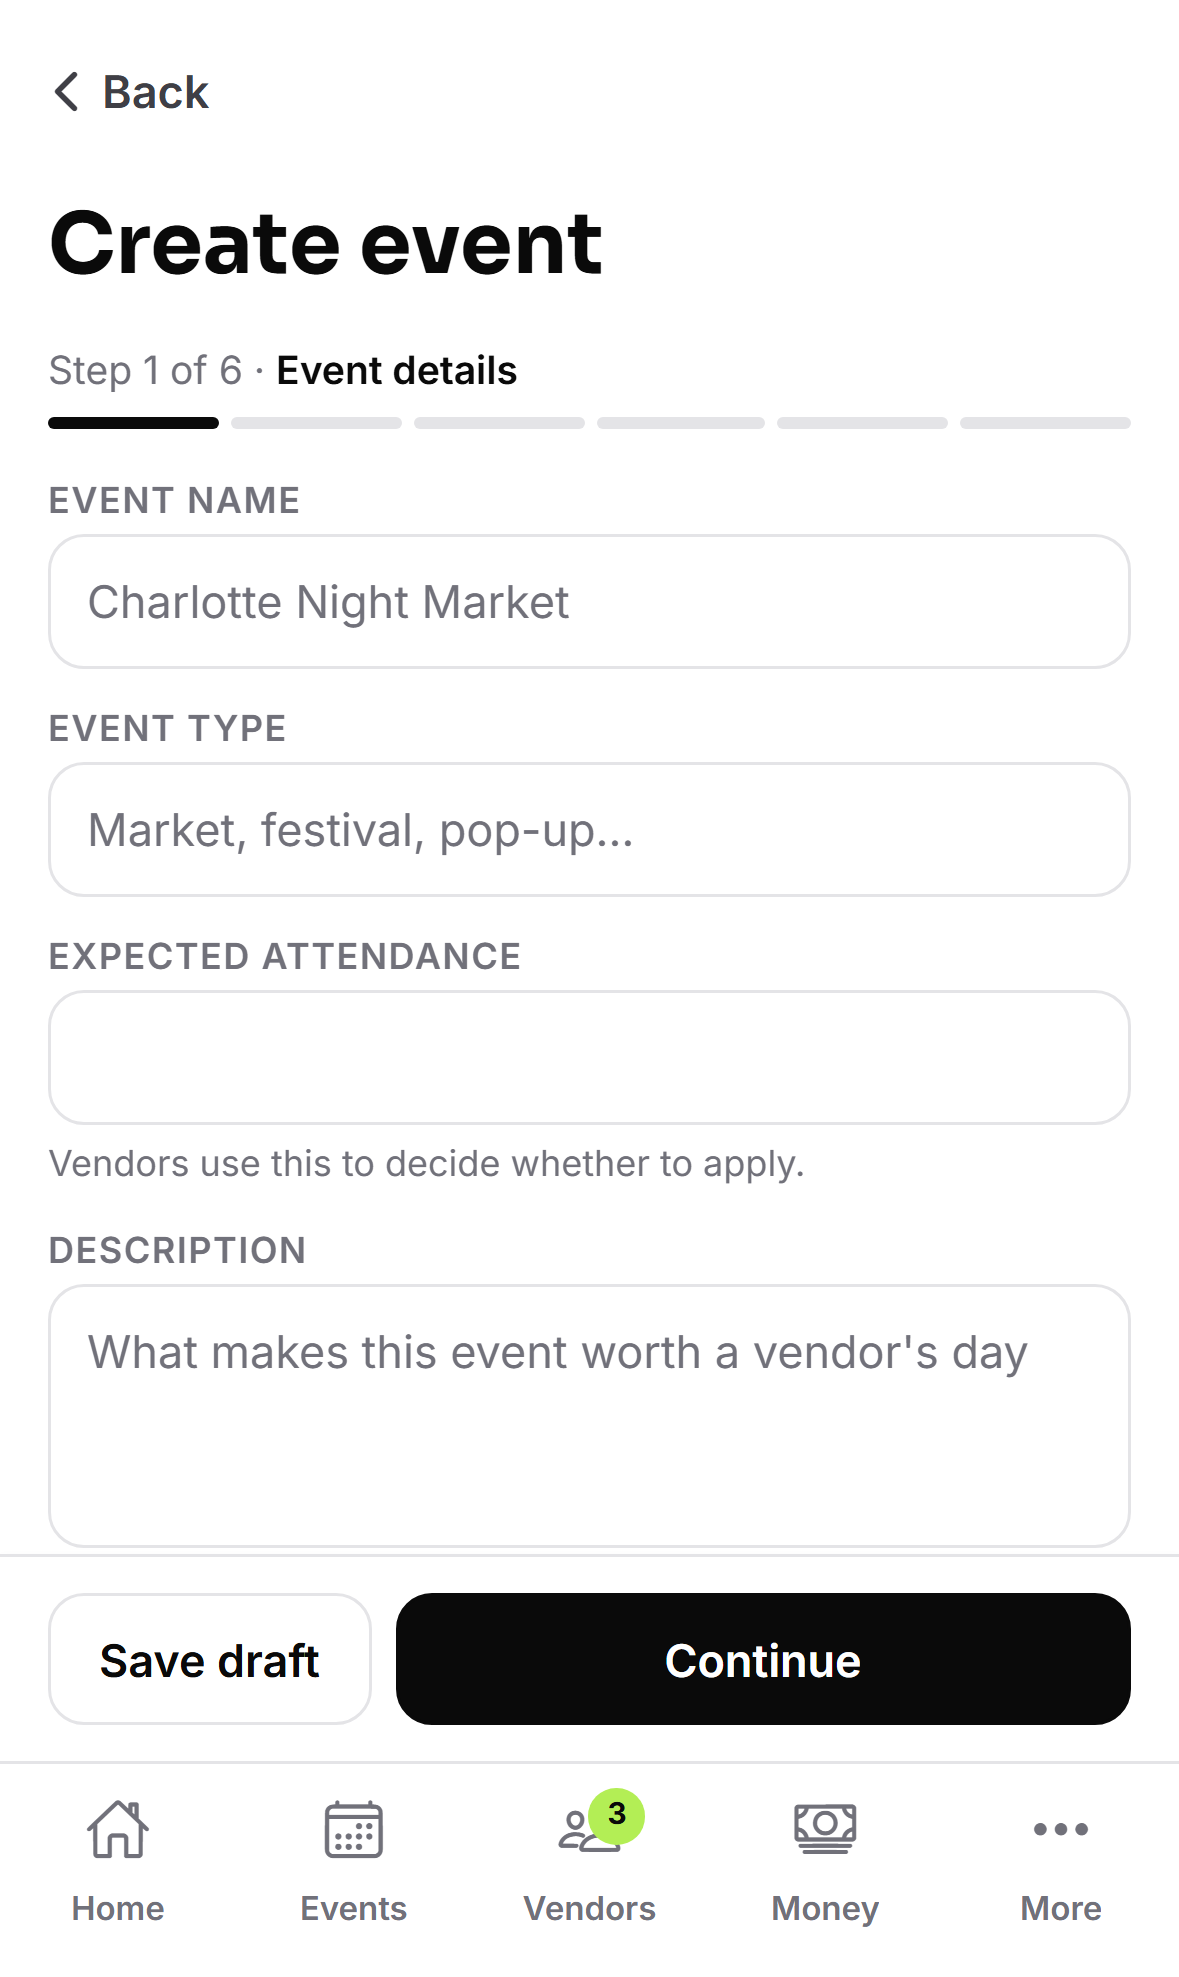 Back
Create event
Step 1 of 6 · Event details
EVENT NAME
Charlotte Night Market
EVENT TYPE
Market, festival, pop-up...
EXPECTED ATTENDANCE
Vendors use this to decide whether to apply.
DESCRIPTION
What makes this event worth a vendor's day
Save draft
Continue
3
Home
Events
Vendors
Money
More